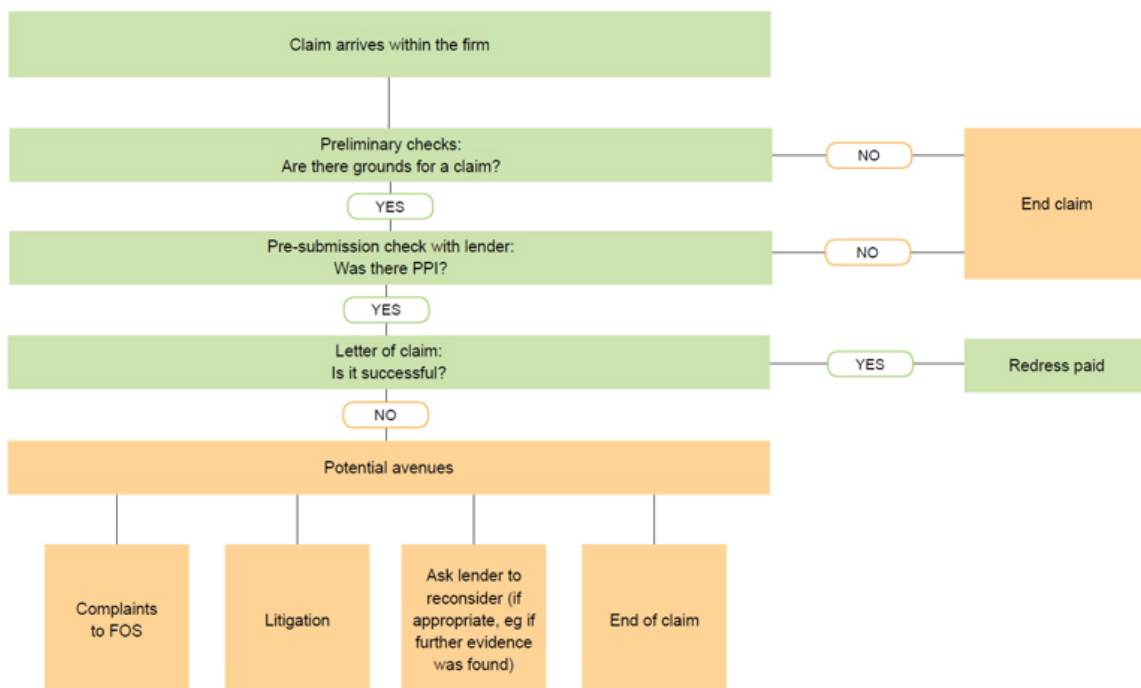 Claim arrives within the firm
Preliminary checks:
Are there grounds for a claim?
NO
End claim
YES
Pre-submission check with lender:
Was there PPI?
NO
YES
Letter of claim:
Is it successful?
YES
Redress paid
NO
Potential avenues
Complaints
to FOS
Litigation
Ask lender to
reconsider (if
appropriate, eg if
further evidence
was found)
End of claim